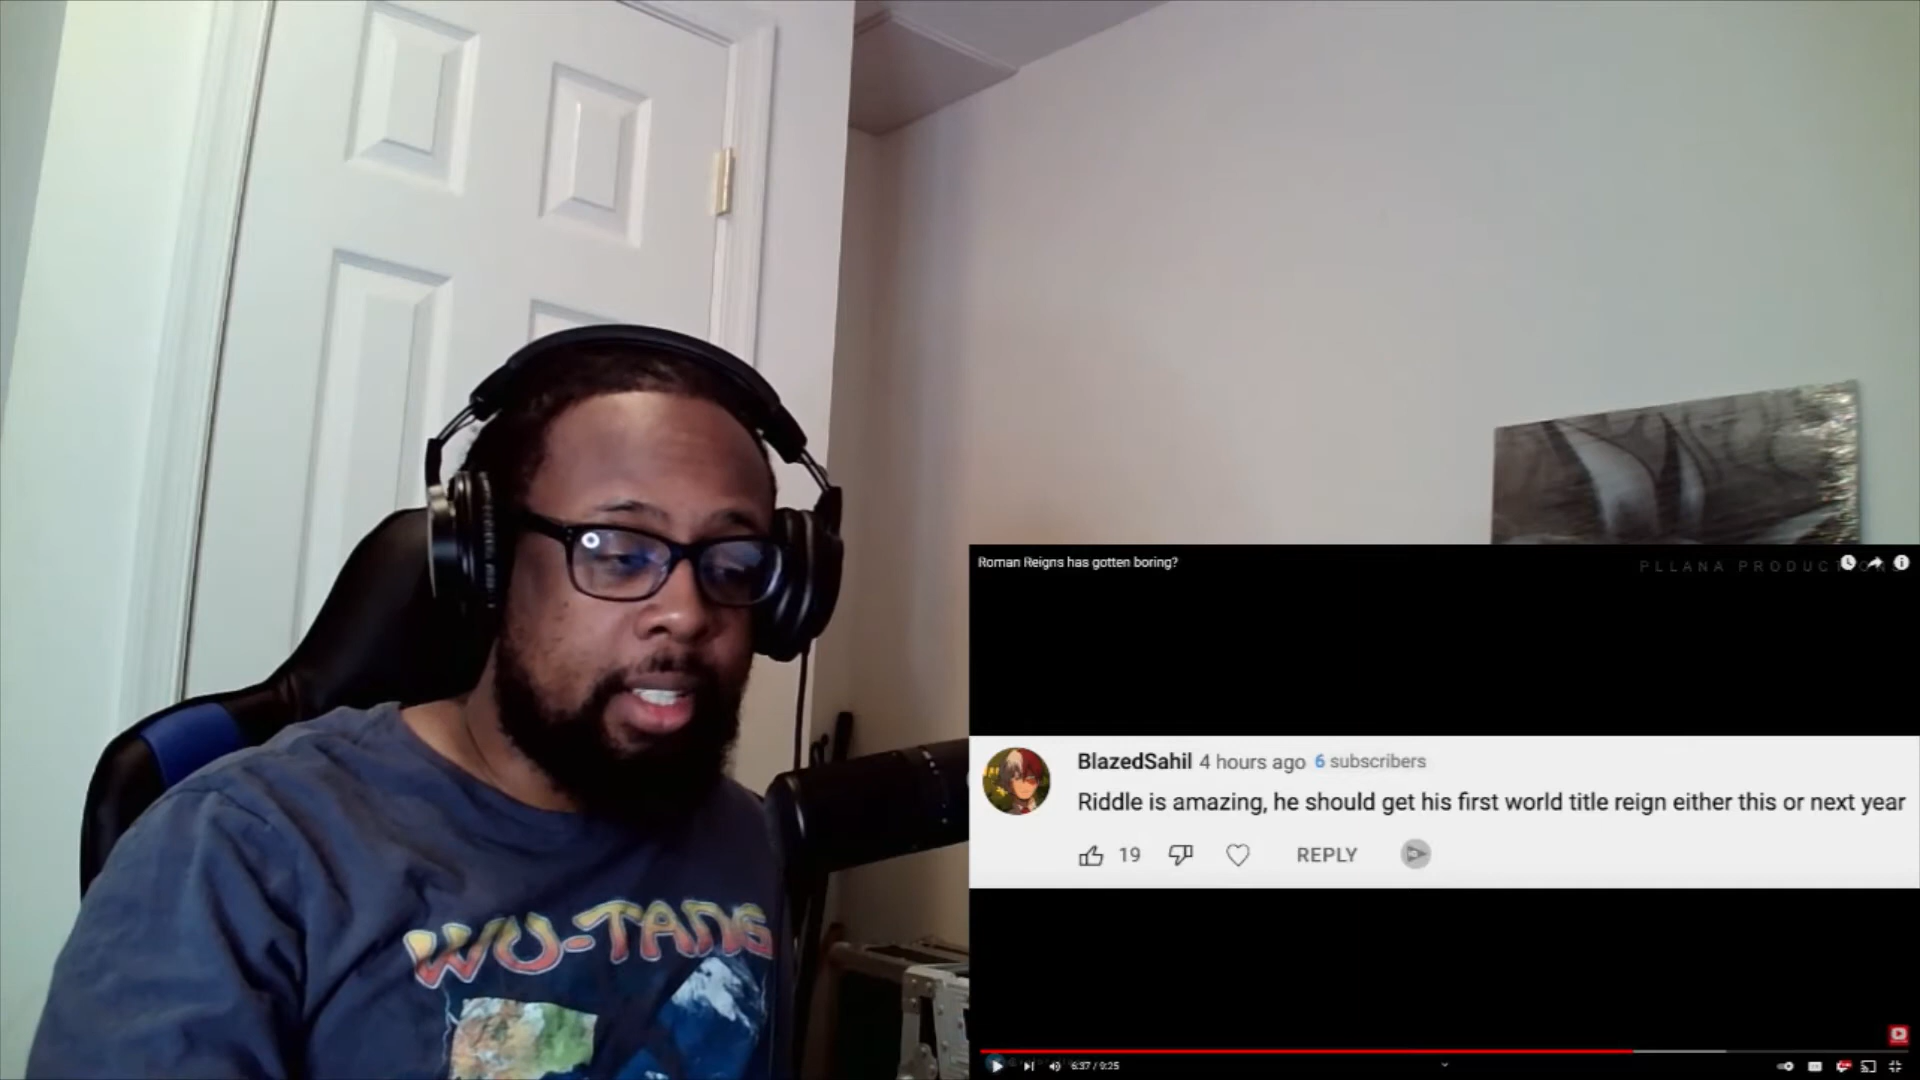 Roman Reigns has gotten boring?
PLLANA PRODUCTIONS
BlazedSahil 4 hours ago 6 subscribers
Riddle is amazing, he should get his first world title reign either this or next year
19 REPLY
6:37 / 9:25
WU-TANG